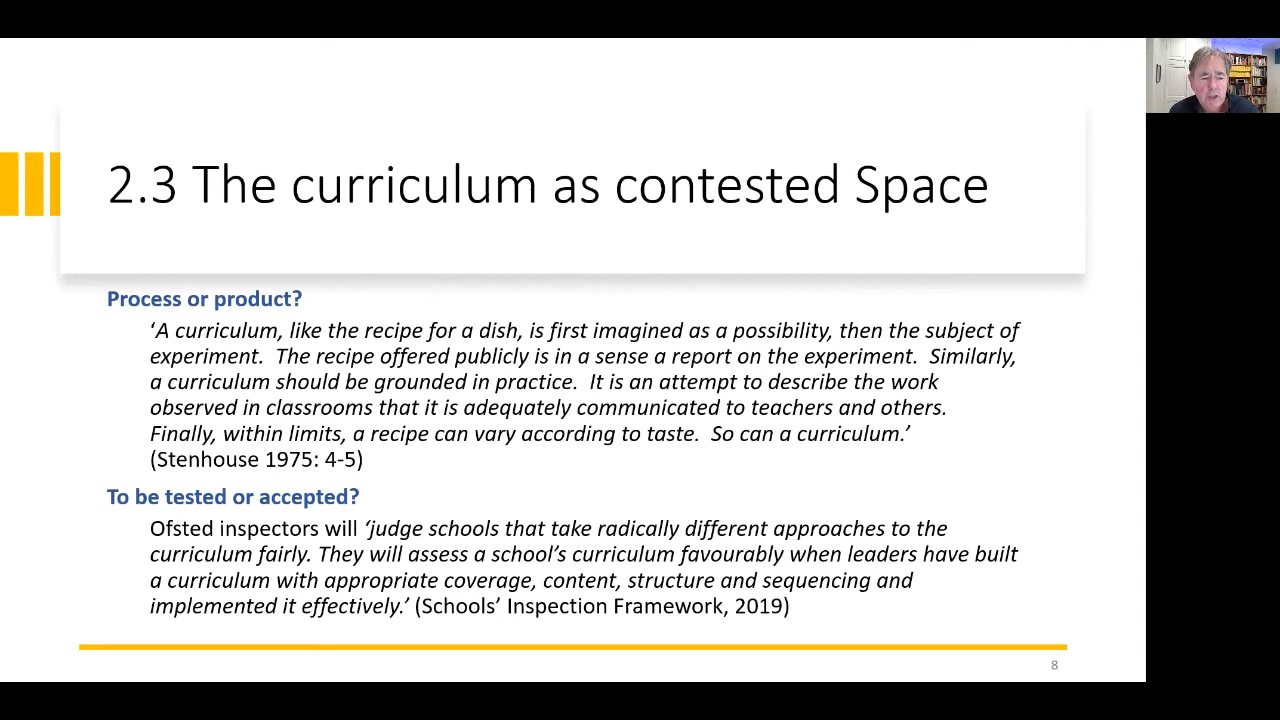 2.3 The curriculum as contested Space
Process or product?
‘A curriculum, like the recipe for a dish, is first imagined as a possibility, then the subject of
experiment.  The recipe offered publicly is in a sense a report on the experiment.  Similarly,
a curriculum should be grounded in practice.  It is an attempt to describe the work
observed in classrooms that it is adequately communicated to teachers and others.
Finally, within limits, a recipe can vary according to taste.  So can a curriculum.’
(Stenhouse 1975: 4-5)
To be tested or accepted?
Ofsted inspectors will ‘judge schools that take radically different approaches to the
curriculum fairly. They will assess a school’s curriculum favourably when leaders have built
a curriculum with appropriate coverage, content, structure and sequencing and
implemented it effectively.’ (Schools’ Inspection Framework, 2019)
8